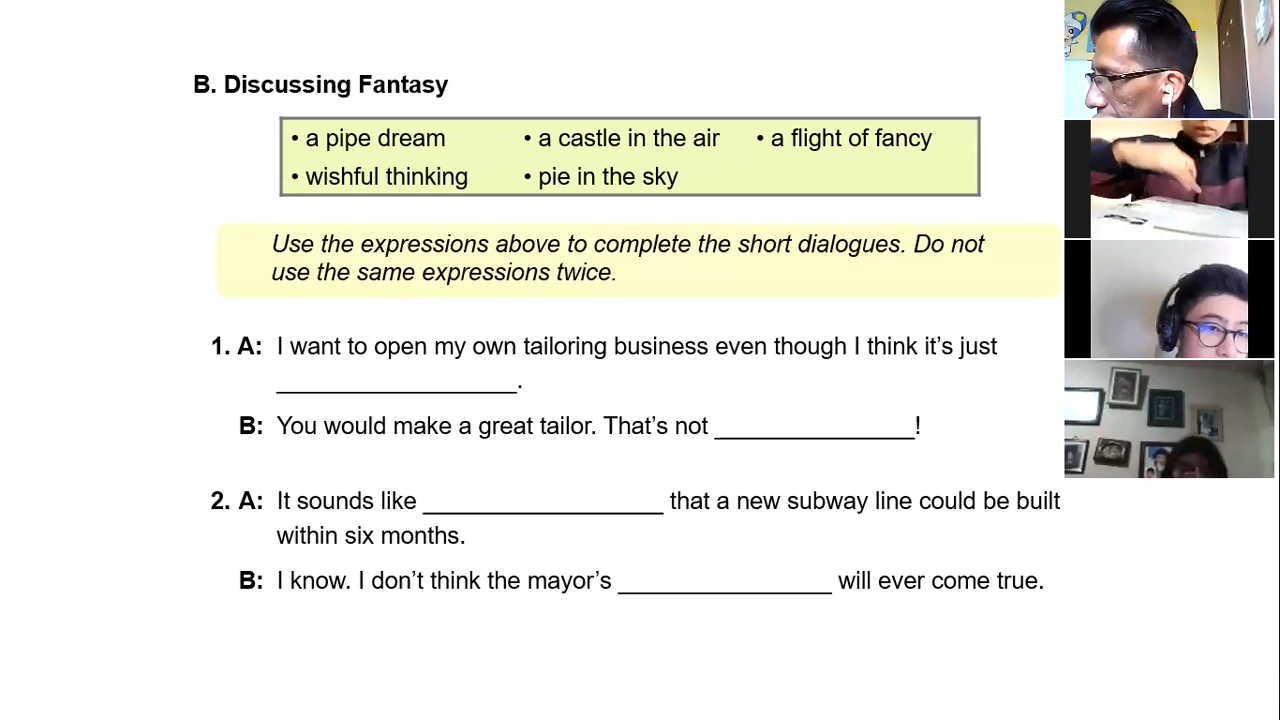 B. Discussing Fantasy
• a pipe dream • a castle in the air • a flight of fancy
• wishful thinking • pie in the sky
Use the expressions above to complete the short dialogues. Do not
use the same expressions twice.
1. A: I want to open my own tailoring business even though I think it’s just
__________________.
B: You would make a great tailor. That’s not _______________!
2. A: It sounds like __________________ that a new subway line could be built
within six months.
B: I know. I don’t think the mayor’s ________________ will ever come true.